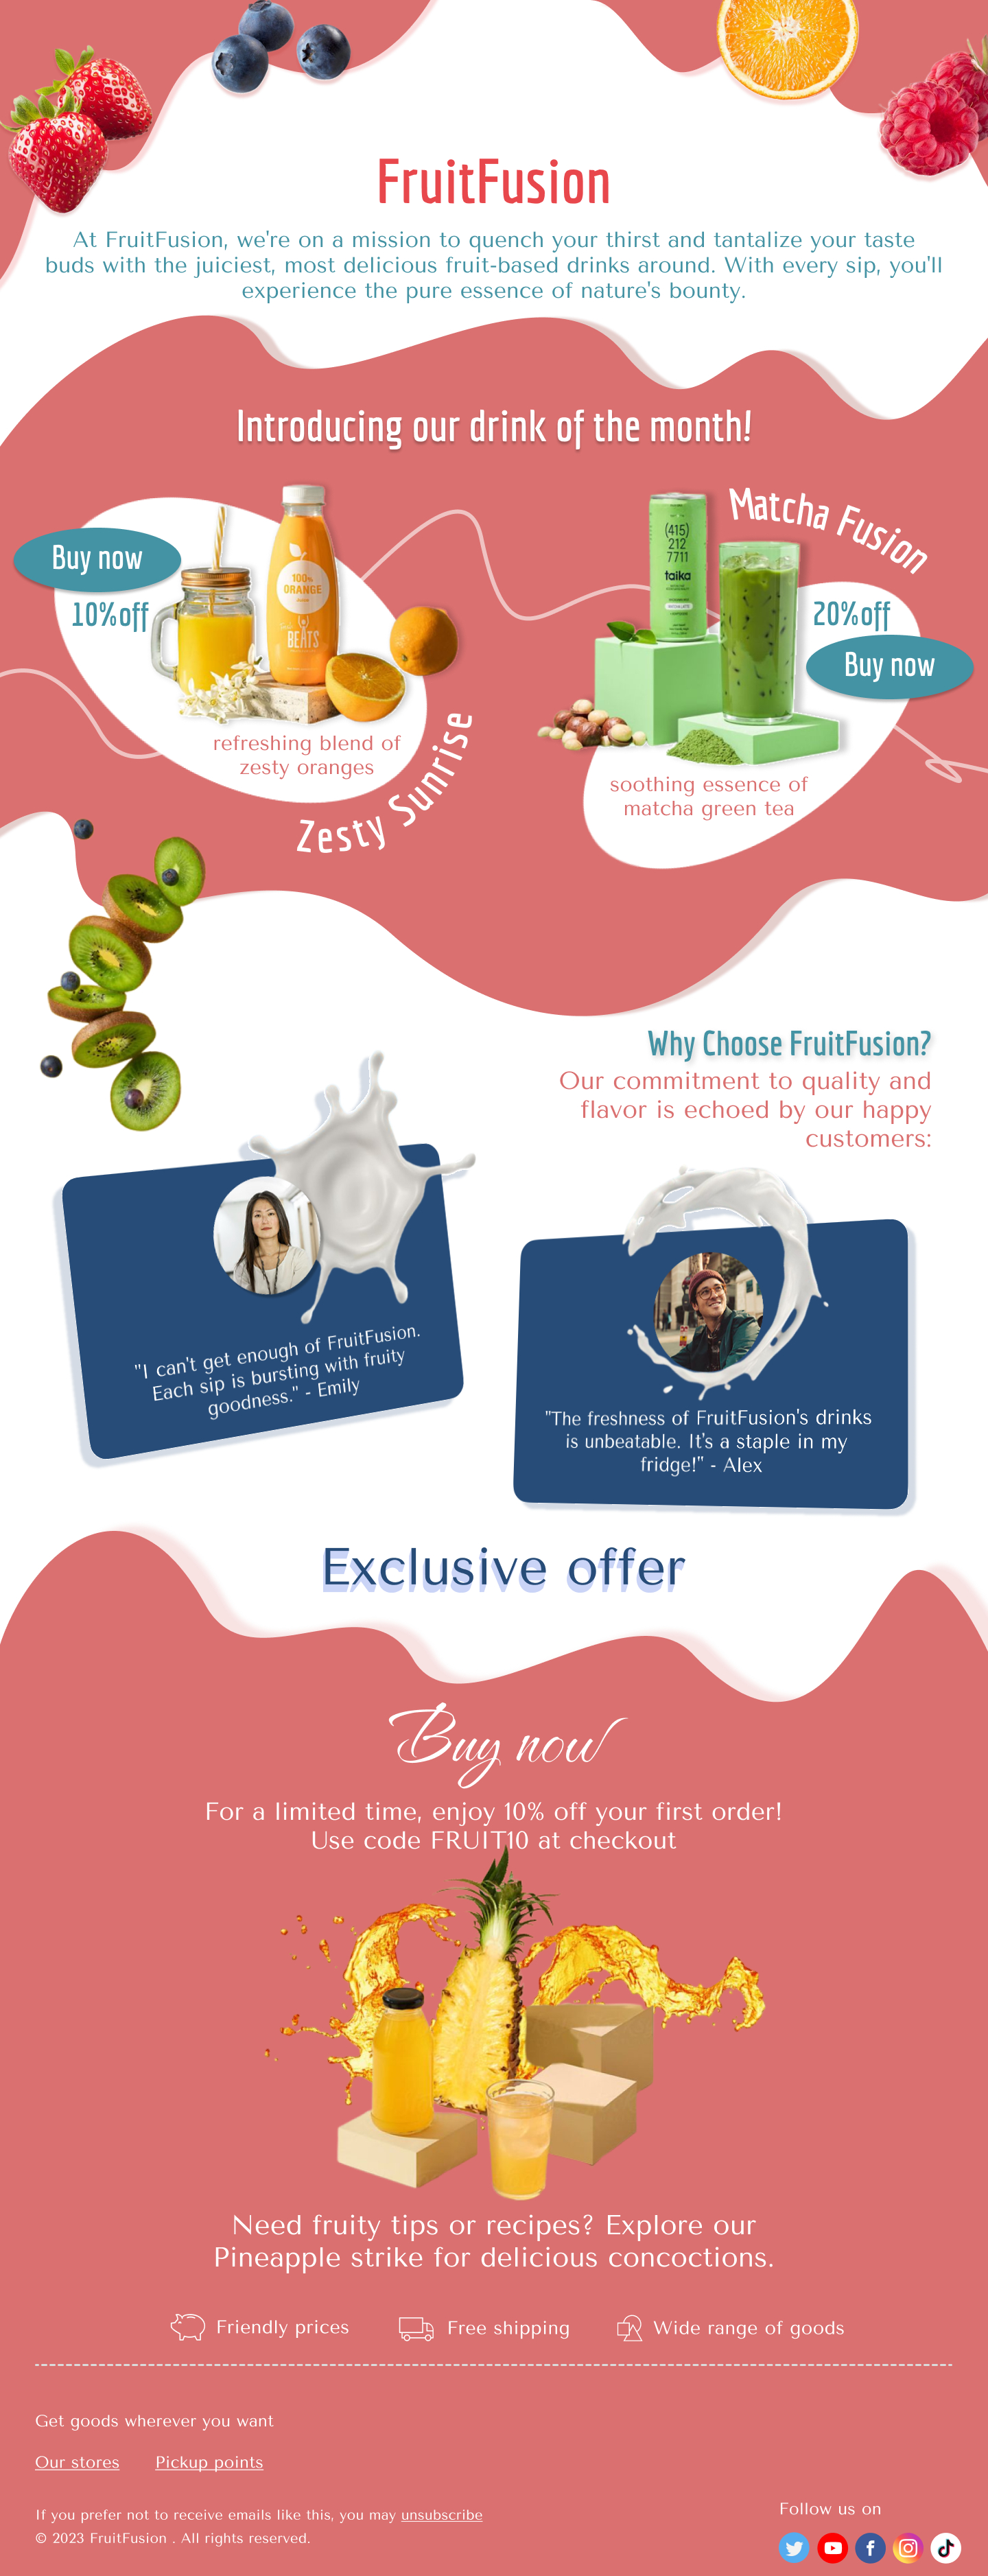 FruitFusion
At FruitFusion, we're on a mission to quench your thirst and tantalize your taste
buds with the juiciest, most delicious fruit-based drinks around. With every sip, you'll
experience the pure essence of nature's bounty.
Introducing our drink of the month!
Buy now
10%off
100%
ORANGE
BEATS
refreshing blend of
zesty oranges
Zesty Sunrise
Matcha Fusion
(415)
212
7711
taika
20%off
Buy now
soothing essence of
matcha green tea
Why Choose FruitFusion?
Our commitment to quality and
flavor is echoed by our happy
customers:
"I can't get enough of FruitFusion.
Each sip is bursting with fruity
goodness." - Emily
"The freshness of FruitFusion's drinks
is unbeatable. It's a staple in my
fridge!" - Alex
Exclusive offer
Buy now
For a limited time, enjoy 10% off your first order!
Use code FRUIT10 at checkout
Need fruity tips or recipes? Explore our
Pineapple strike for delicious concoctions.
Friendly prices
Free shipping
Wide range of goods
Get goods wherever you want
Our stores
Pickup points
If you prefer not to receive emails like this, you may unsubscribe
© 2023 FruitFusion . All rights reserved.
Follow us on